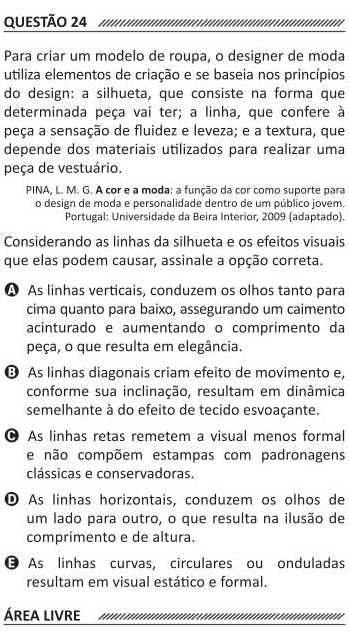 QUESTÃO 24
Para criar um modelo de roupa, o designer de moda
utiliza elementos de criação e se baseia nos princípios
do design: a silhueta, que consiste na forma que
determinada peça vai ter; a linha, que confere à
peça a sensação de fluidez e leveza; e a textura, que
depende dos materiais utilizados para realizar uma
peça de vestuário.
PINA, L. M. G. A cor e a moda: a função da cor como suporte para
o design de moda e personalidade dentro de um público jovem.
Portugal: Universidade da Beira Interior, 2009 (adaptado).
Considerando as linhas da silhueta e os efeitos visuais
que elas podem causar, assinale a opção correta.
A As linhas verticais, conduzem os olhos tanto para
cima quanto para baixo, assegurando um caimento
acinturado e aumentando o comprimento da
peça, o que resulta em elegância.
B As linhas diagonais criam efeito de movimento e,
conforme sua inclinação, resultam em dinâmica
semelhante à do efeito de tecido esvoaçante.
C As linhas retas remetem a visual menos formal
e não compõem estampas com padronagens
clássicas e conservadoras.
D As linhas horizontais, conduzem os olhos de
um lado para outro, o que resulta na ilusão de
comprimento e de altura.
E As linhas curvas, circulares ou onduladas
resultam em visual estático e formal.
ÁREA LIVRE